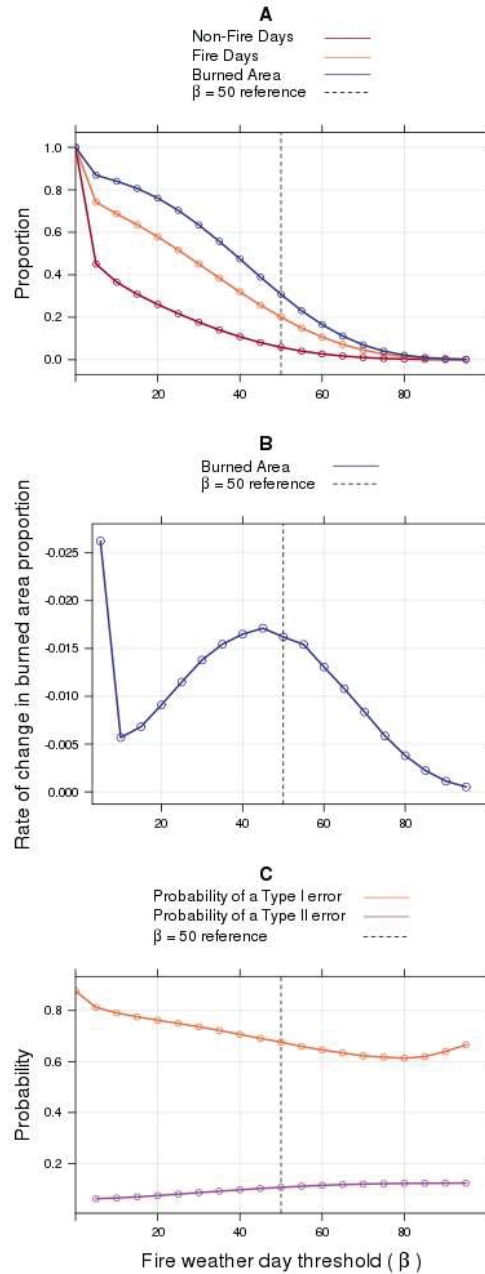 A
Non-Fire Days
Fire Days
Burned Area
β = 50 reference
Proportion
1.0
0.8
0.6
0.4
0.2
0.0
20 40 60 80
B
Burned Area
β = 50 reference
Rate of change in burned area proportion
-0.025
-0.020
-0.015
-0.010
-0.005
0.000
20 40 60 80
C
Probability of a Type I error
Probability of a Type II error
β = 50 reference
Probability
0.8
0.6
0.4
0.2
20 40 60 80
Fire weather day threshold ( β )